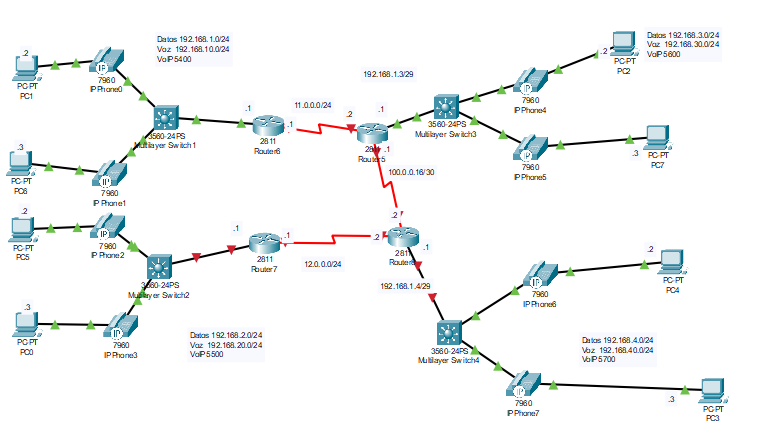 Datos 192.168.1.0/24
Voz 192.168.10.0/24
VoIP5400
Datos 192.168.3.0/24
Voz 192.168.30.0/24
VoIP5600
.2
PC-PT
PC1
7960
IP Phone0
192.168.1.3/29
.2
PC-PT
PC2
7960
IP Phone4
3560-24PS
Multilayer Switch1
.1
2811
Router6
.1
11.0.0.0/24
.2
.1
Router5
.1
3560-24PS
Multilayer Switch3
.3
PC-PT
PC6
7960
IP Phone1
7960
IP Phone5
.3
PC-PT
PC7
100.0.0.16/30
.2
PC-PT
PC5
7960
IP Phone2
.1
2811
Router7
.1
12.0.0.0/24
.2
.2
.1
3560-24PS
Multilayer Switch2
192.168.1.4/29
7960
IP Phone6
.2
PC-PT
PC4
.3
PC-PT
PC0
7960
IP Phone3
Datos 192.168.2.0/24
Voz 192.168.20.0/24
VoIP5500
3560-24PS
Multilayer Switch4
Datos 192.168.4.0/24
Voz 192.168.40.0/24
VoIP5700
7960
IP Phone7
.3
PC-PT
PC3